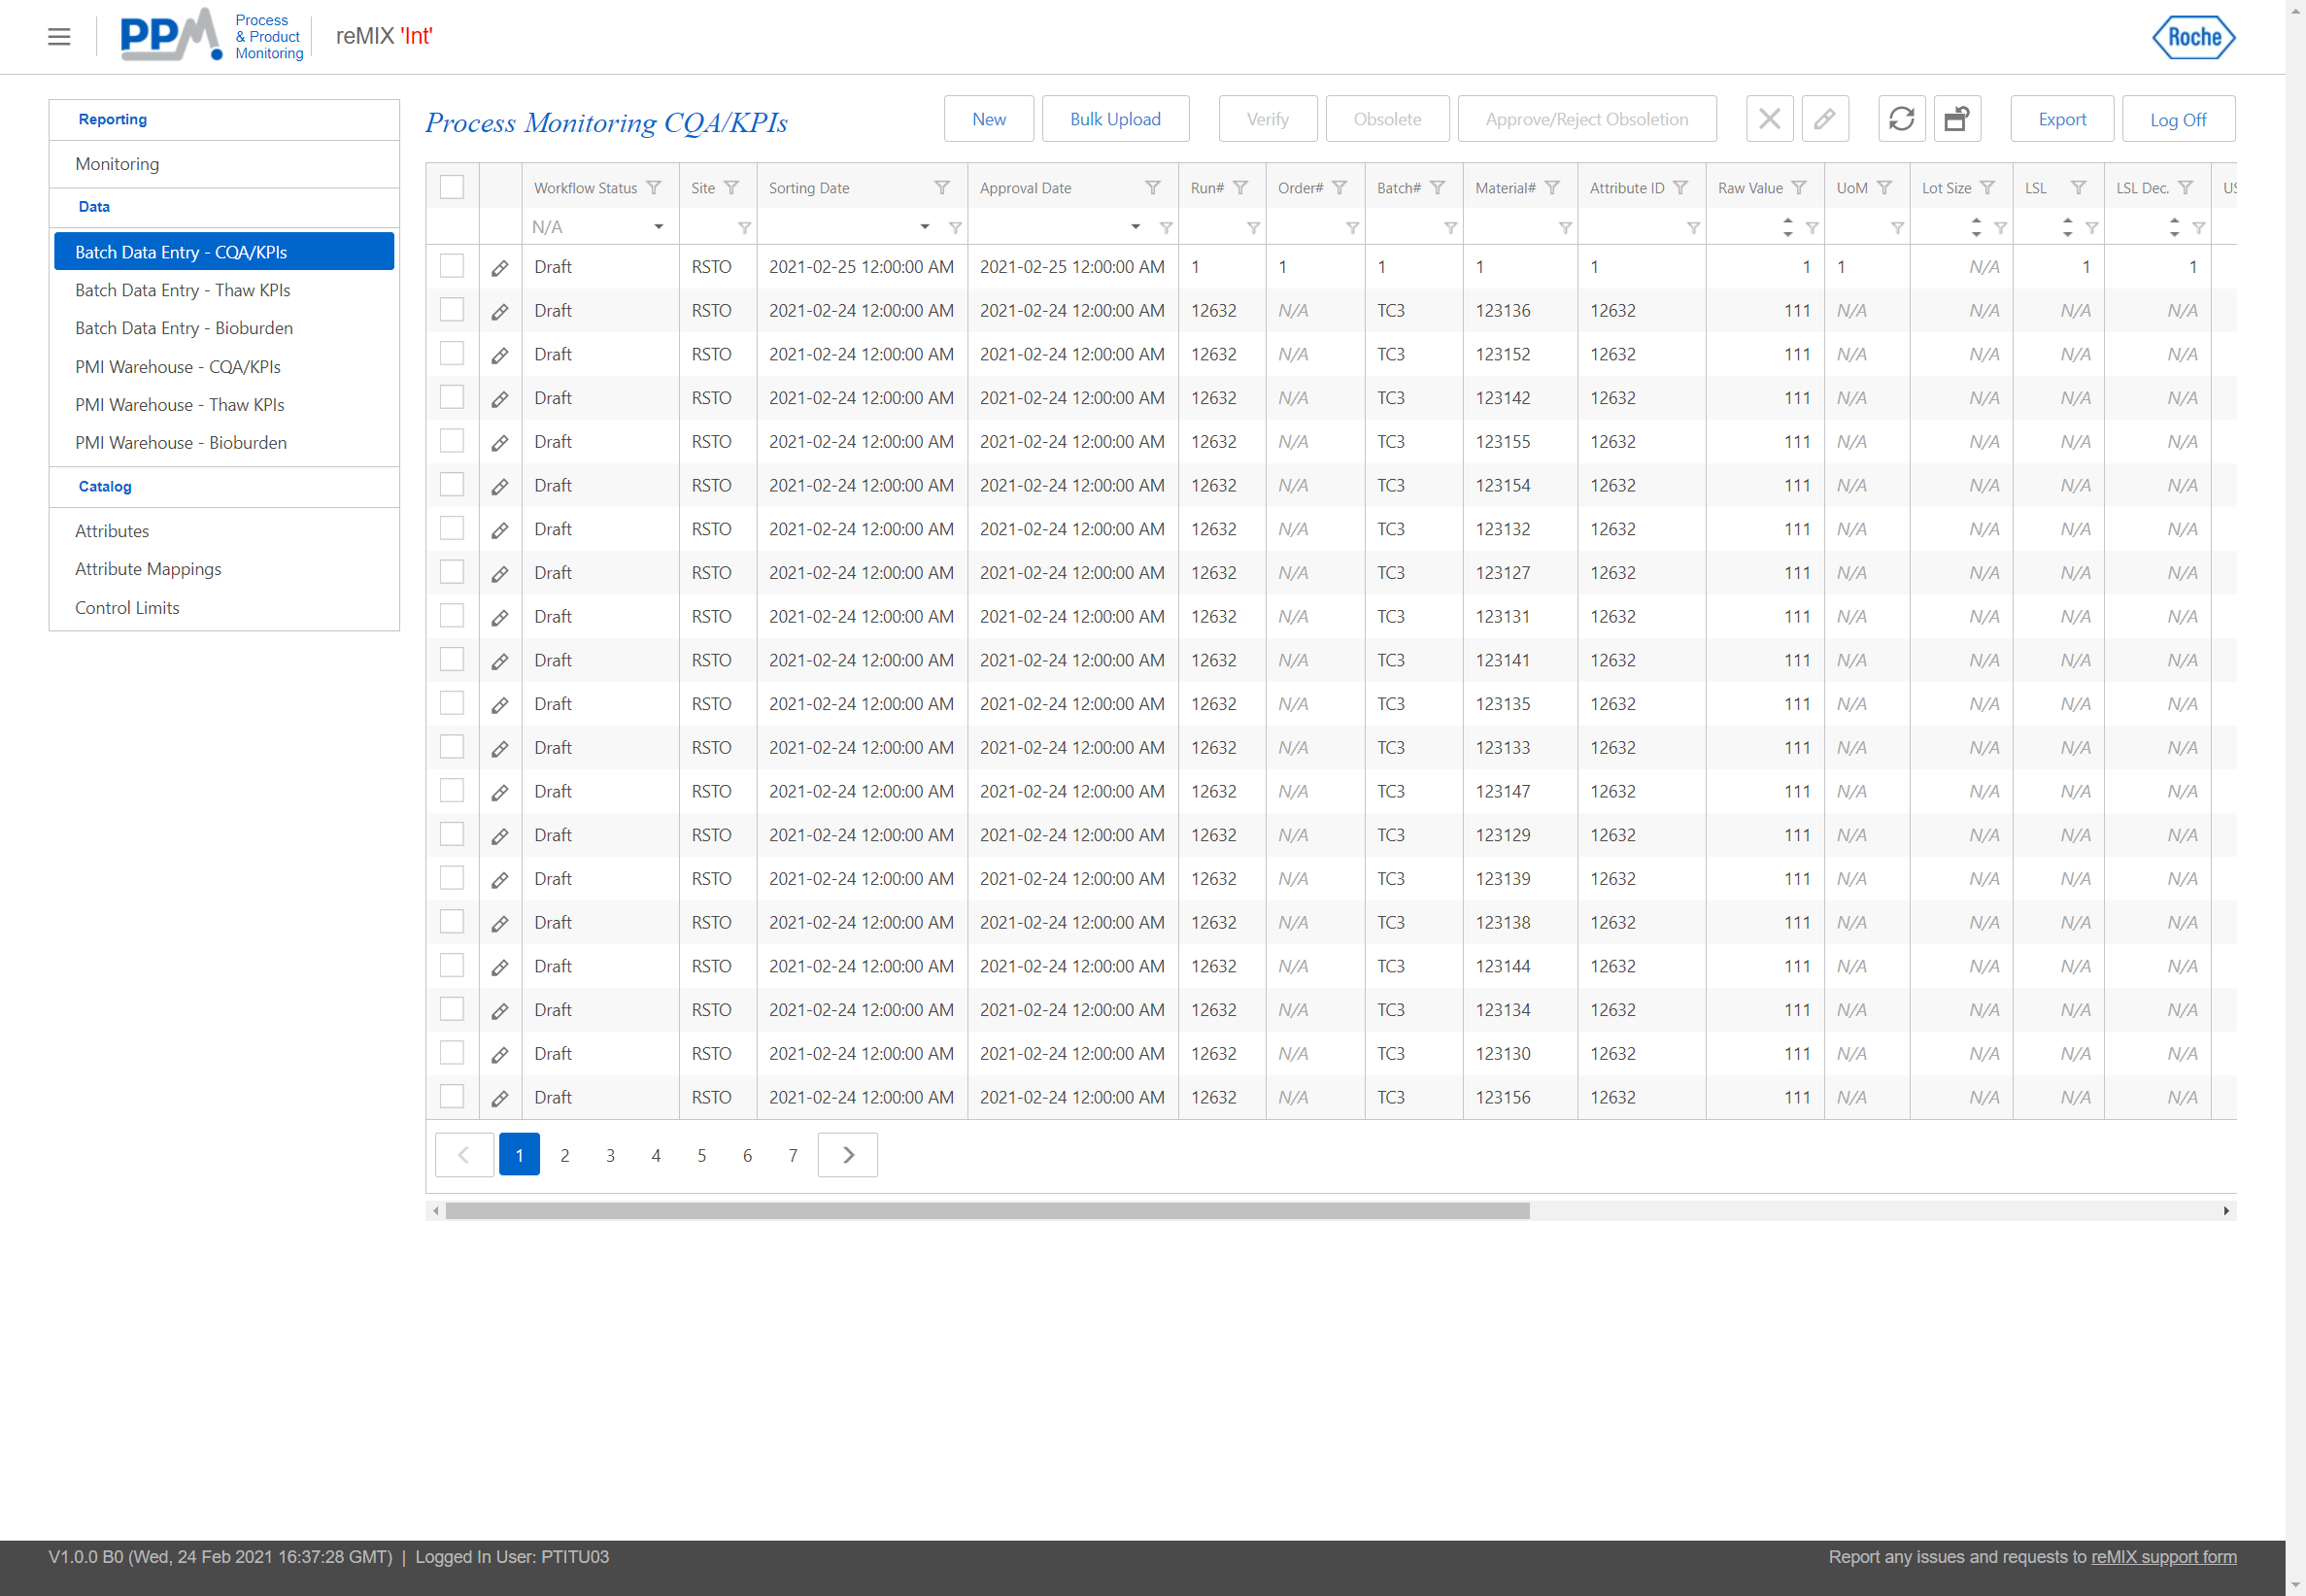 PPM Process
& Product
Monitoring
reMIX 'Int'
Roche
Reporting
Monitoring
Data
Batch Data Entry - CQA/KPIs
Batch Data Entry - Thaw KPIs
Batch Data Entry - Bioburden
PMI Warehouse - CQA/KPIs
PMI Warehouse - Thaw KPIs
PMI Warehouse - Bioburden
Catalog
Attributes
Attribute Mappings
Control Limits
Process Monitoring CQA/KPIs
New Bulk Upload Verify Obsolete Approve/Reject Obsoletion Export Log Off
Workflow Status Site Sorting Date Approval Date Run# Order# Batch# Material# Attribute ID Raw Value UoM Lot Size LSL LSL Dec. US
N/A
Draft RSTO 2021-02-25 12:00:00 AM 2021-02-25 12:00:00 AM 1 1 1 1 1 1 1 N/A 1 1
Draft RSTO 2021-02-24 12:00:00 AM 2021-02-24 12:00:00 AM 12632 N/A TC3 123136 12632 111 N/A N/A N/A N/A
Draft RSTO 2021-02-24 12:00:00 AM 2021-02-24 12:00:00 AM 12632 N/A TC3 123152 12632 111 N/A N/A N/A N/A
Draft RSTO 2021-02-24 12:00:00 AM 2021-02-24 12:00:00 AM 12632 N/A TC3 123142 12632 111 N/A N/A N/A N/A
Draft RSTO 2021-02-24 12:00:00 AM 2021-02-24 12:00:00 AM 12632 N/A TC3 123155 12632 111 N/A N/A N/A N/A
Draft RSTO 2021-02-24 12:00:00 AM 2021-02-24 12:00:00 AM 12632 N/A TC3 123154 12632 111 N/A N/A N/A N/A
Draft RSTO 2021-02-24 12:00:00 AM 2021-02-24 12:00:00 AM 12632 N/A TC3 123132 12632 111 N/A N/A N/A N/A
Draft RSTO 2021-02-24 12:00:00 AM 2021-02-24 12:00:00 AM 12632 N/A TC3 123127 12632 111 N/A N/A N/A N/A
Draft RSTO 2021-02-24 12:00:00 AM 2021-02-24 12:00:00 AM 12632 N/A TC3 123131 12632 111 N/A N/A N/A N/A
Draft RSTO 2021-02-24 12:00:00 AM 2021-02-24 12:00:00 AM 12632 N/A TC3 123141 12632 111 N/A N/A N/A N/A
Draft RSTO 2021-02-24 12:00:00 AM 2021-02-24 12:00:00 AM 12632 N/A TC3 123135 12632 111 N/A N/A N/A N/A
Draft RSTO 2021-02-24 12:00:00 AM 2021-02-24 12:00:00 AM 12632 N/A TC3 123133 12632 111 N/A N/A N/A N/A
Draft RSTO 2021-02-24 12:00:00 AM 2021-02-24 12:00:00 AM 12632 N/A TC3 123147 12632 111 N/A N/A N/A N/A
Draft RSTO 2021-02-24 12:00:00 AM 2021-02-24 12:00:00 AM 12632 N/A TC3 123129 12632 111 N/A N/A N/A N/A
Draft RSTO 2021-02-24 12:00:00 AM 2021-02-24 12:00:00 AM 12632 N/A TC3 123139 12632 111 N/A N/A N/A N/A
Draft RSTO 2021-02-24 12:00:00 AM 2021-02-24 12:00:00 AM 12632 N/A TC3 123138 12632 111 N/A N/A N/A N/A
Draft RSTO 2021-02-24 12:00:00 AM 2021-02-24 12:00:00 AM 12632 N/A TC3 123144 12632 111 N/A N/A N/A N/A
Draft RSTO 2021-02-24 12:00:00 AM 2021-02-24 12:00:00 AM 12632 N/A TC3 123134 12632 111 N/A N/A N/A N/A
Draft RSTO 2021-02-24 12:00:00 AM 2021-02-24 12:00:00 AM 12632 N/A TC3 123130 12632 111 N/A N/A N/A N/A
Draft RSTO 2021-02-24 12:00:00 AM 2021-02-24 12:00:00 AM 12632 N/A TC3 123156 12632 111 N/A N/A N/A N/A
1 2 3 4 5 6 7
V1.0.0 B0 (Wed, 24 Feb 2021 16:37:28 GMT) | Logged In User: PTITU03
Report any issues and requests to reMIX support form